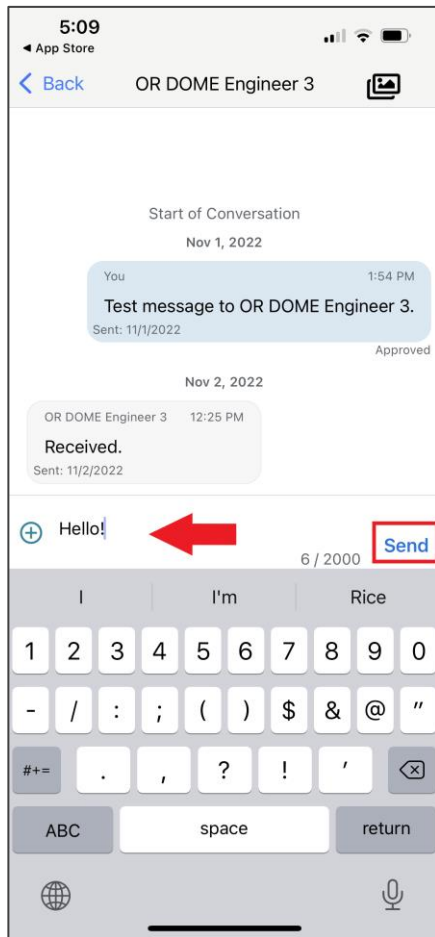 5:09
◀ App Store
Back OR DOME Engineer 3
Start of Conversation
Nov 1, 2022
You 1:54 PM
Test message to OR DOME Engineer 3.
Sent: 11/1/2022
Approved
Nov 2, 2022
OR DOME Engineer 3 12:25 PM
Received.
Sent: 11/2/2022
Hello!
6 / 2000 Send
I I'm Rice
1 2 3 4 5 6 7 8 9 0
- / : ; ( ) $ & @ "
#+= . , ? ! '
ABC space return